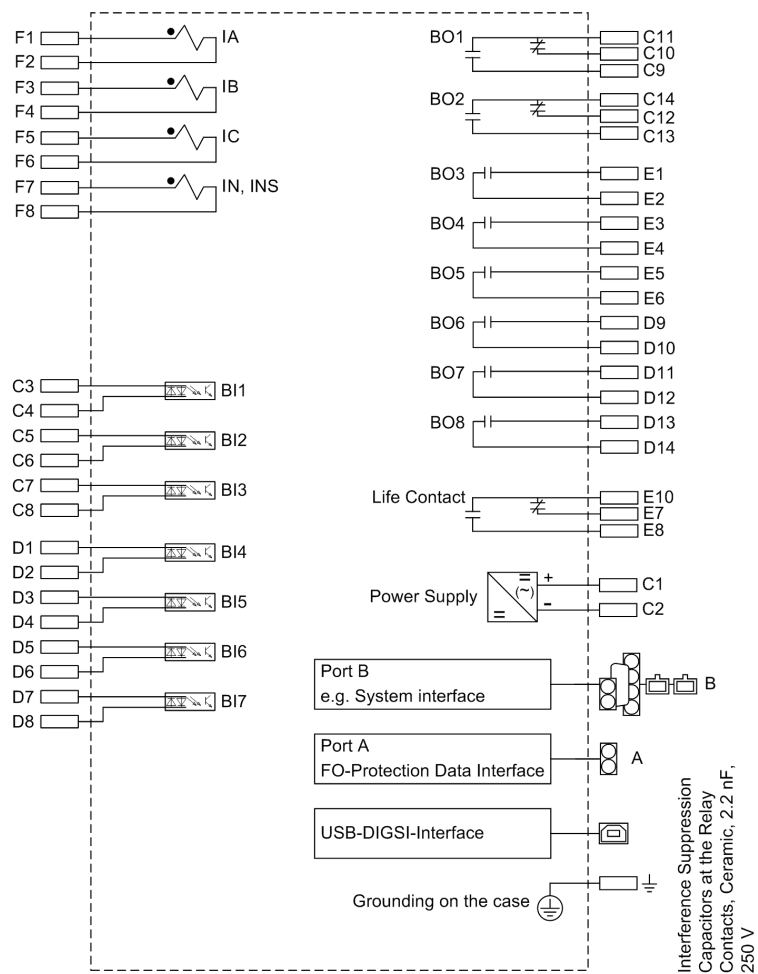 F1
IA
F2
F3
IB
F4
F5
IC
F6
F7
IN, INS
F8
C3
C4
BI1
C5
C6
BI2
C7
C8
BI3
D1
D2
BI4
D3
D4
BI5
D5
D6
BI6
D7
D8
BI7
BO1
C11
C10
C9
BO2
C14
C12
C13
BO3
E1
E2
BO4
E3
E4
BO5
E5
E6
BO6
D9
D10
BO7
D11
D12
BO8
D13
D14
Life Contact
E10
E7
E8
Power Supply
=
(~)
=
+
-
C1
C2
Port B
e.g. System interface
B
Port A
FO-Protection Data Interface
A
USB-DIGSI-Interface
Grounding on the case
Interference Suppression
Capacitors at the Relay
Contacts, Ceramic, 2.2 nF,
250 V